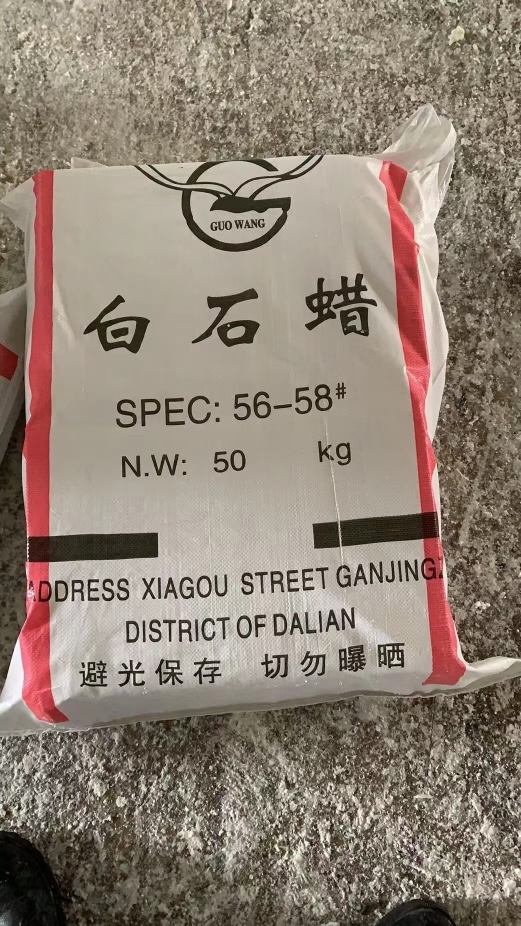 GUO WANG
白石蜡
SPEC: 56-58#
N.W: 50 kg
ADDRESS XIAGOU STREET GANJING
DISTRICT OF DALIAN
避光保存 切勿曝晒